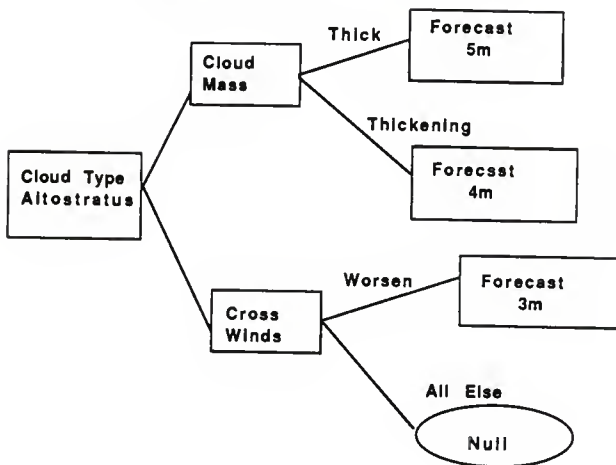 Thick
Forecast
5m
Cloud
Mass
Thickening
Cloud Type
Altostratus
Forecsst
4m
Worsen
Forecast
3m
Cross
Winds
All Else
Null